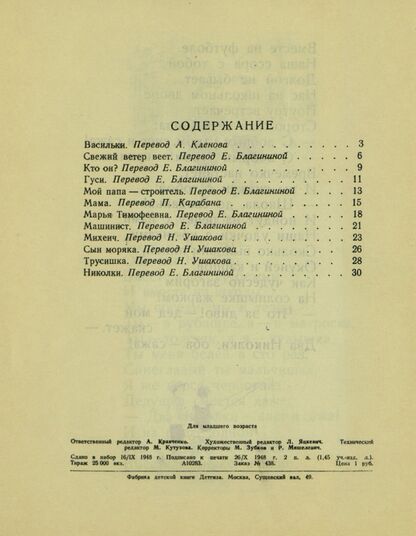 СОДЕРЖАНИЕ
Васильки. Перевод А. Кленова . . . . . . . . . . 3
Свежий ветер веет. Перевод Е. Благининой . . . . . 6
Кто он? Перевод Е. Благининой . . . . . . . . . . 9
Гуси. Перевод Е. Благининой . . . . . . . . . . 11
Мой папа — строитель. Перевод Е. Благининой . . . . 13
Мама. Перевод П. Карабана . . . . . . . . . . 15
Марья Тимофеевна. Перевод Е. Благининой . . . . . 18
Машинист. Перевод Е. Благининой . . . . . . . . 21
Михеич. Перевод Н. Ушакова . . . . . . . . . . 23
Сын моряка. Перевод Н. Ушакова . . . . . . . . 26
Трусишка. Перевод Н. Ушакова . . . . . . . . . 28
Николки. Перевод Е. Благининой . . . . . . . . 30
Для младшего возраста
Ответственный редактор А. Кравченко. Художественный редактор Л. Яцкевич. Технический
редактор М. Кутузова. Корректоры М. Зубков и Р. Мишелевич.
Сдано в набор 16/IX 1948 г. Подписано к печати 26/X 1948 г. 2 п. л. (1,45 уч.-изд. л.).
Тираж 25 000 экз. А10283. Заказ № 438. Цена 1 руб.
Фабрика детской книги Детгиза. Москва, Сущевский вал, 49.